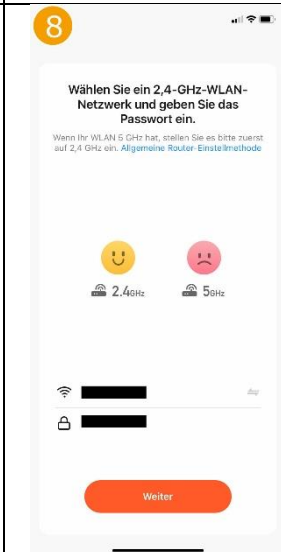 8
Wählen Sie ein 2,4-GHz-WLAN-
Netzwerk und geben Sie das
Passwort ein.
Wenn Ihr WLAN 5 GHz hat, stellen Sie es bitte zuerst
auf 2,4 GHz ein. Allgemeine Router-Einstellmethode
2.4GHz 5GHz
Weiter